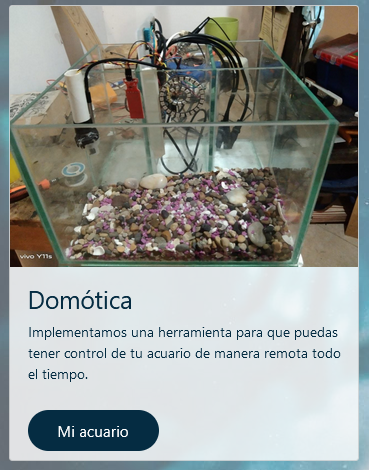 vivo Y11s
Domótica
Implementamos una herramienta para que puedas
tener control de tu acuario de manera remota todo
el tiempo.
Mi acuario